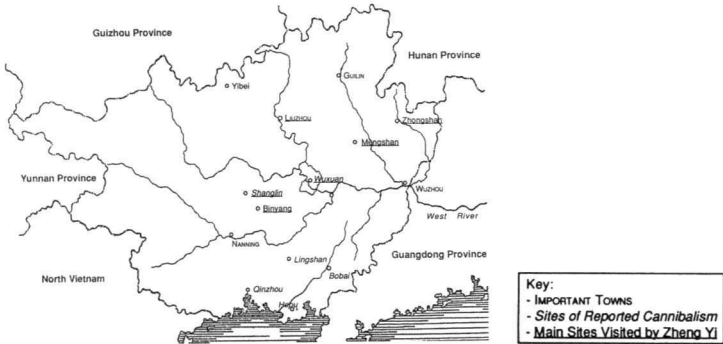 Guizhou Province
Hunan Province
GUILIN
Yibei
LIUZHOU
Zhongshan
Mengshan
Yunnan Province
Wuxuan
WUZHOU
Shanglin
Binyang
West River
NANNING
Lingshan
Guangdong Province
North Vietnam
Bobai
Qinzhou
Key:
- IMPORTANT TOWNS
- Sites of Reported Cannibalism
- Main Sites Visited by Zheng Yi